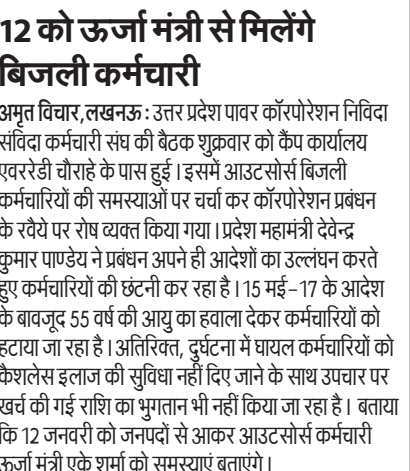 12 को ऊर्जा मंत्री से मिलेंगे
बिजली कर्मचारी
अमृत विचार, लखनऊ : उत्तर प्रदेश पावर कॉरपोरेशन निविदा
संविदा कर्मचारी संघ की बैठक शुक्रवार को कैंप कार्यालय
एवररेडी चौराहे के पास हुई। इसमें आउटसोर्स बिजली
कर्मचारियों की समस्याओं पर चर्चा कर कॉरपोरेशन प्रबंधन
के रवैये पर रोष व्यक्त किया गया। प्रदेश महामंत्री देवेन्द्र
कुमार पाण्डेय ने प्रबंधन अपने ही आदेशों का उल्लंघन करते
हुए कर्मचारियों की छंटनी कर रहा है। 15 मई-17 के आदेश
के बावजूद 55 वर्ष की आयु का हवाला देकर कर्मचारियों को
हटाया जा रहा है। अतिरिक्त, दुर्घटना में घायल कर्मचारियों को
कैशलेस इलाज की सुविधा नहीं दिए जाने के साथ उपचार पर
खर्च की गई राशि का भुगतान भी नहीं किया जा रहा है। बताया
कि 12 जनवरी को जनपदों से आकर आउटसोर्स कर्मचारी
ऊर्जा मंत्री एके शर्मा को समस्याएं बताएंगे।